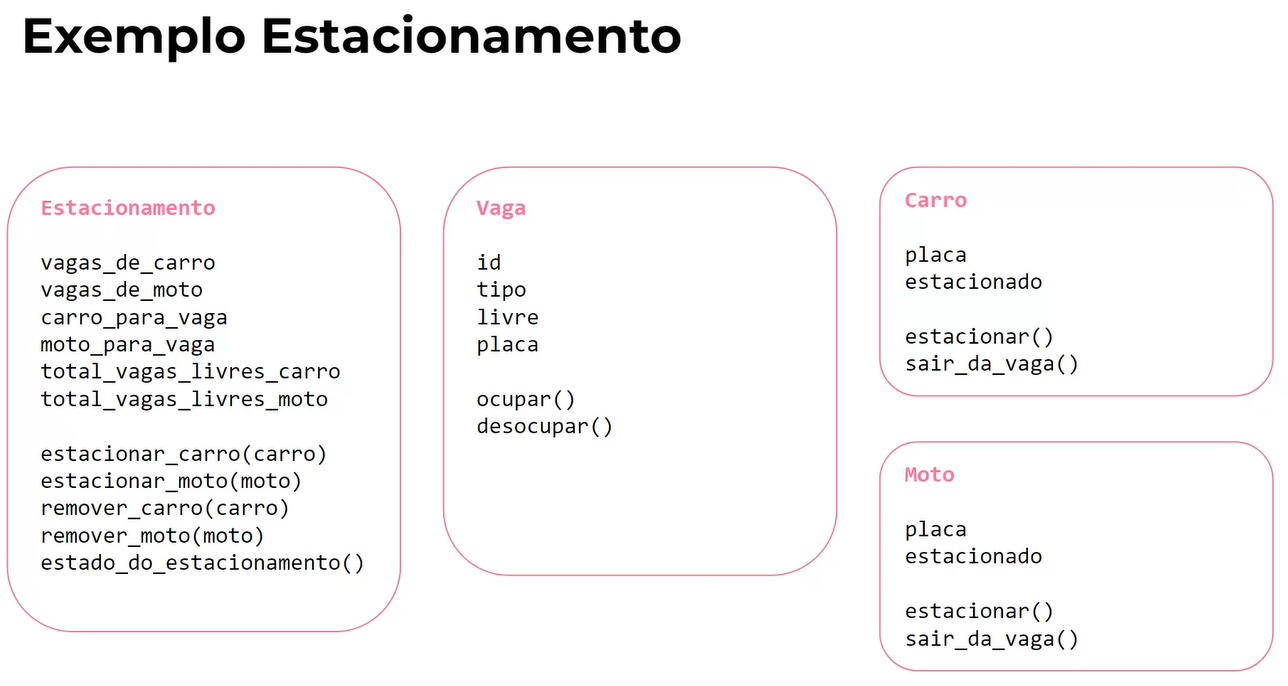 Exemplo Estacionamento
Estacionamento
vagas_de_carro
vagas_de_moto
carro_para_vaga
moto_para_vaga
total_vagas_livres_carro
total_vagas_livres_moto
estacionar_carro(carro)
estacionar_moto(moto)
remover_carro(carro)
remover_moto(moto)
estado_do_estacionamento()
Vaga
id
tipo
livre
placa
ocupar()
desocupar()
Carro
placa
estacionado
estacionar()
sair_da_vaga()
Moto
placa
estacionado
estacionar()
sair_da_vaga()